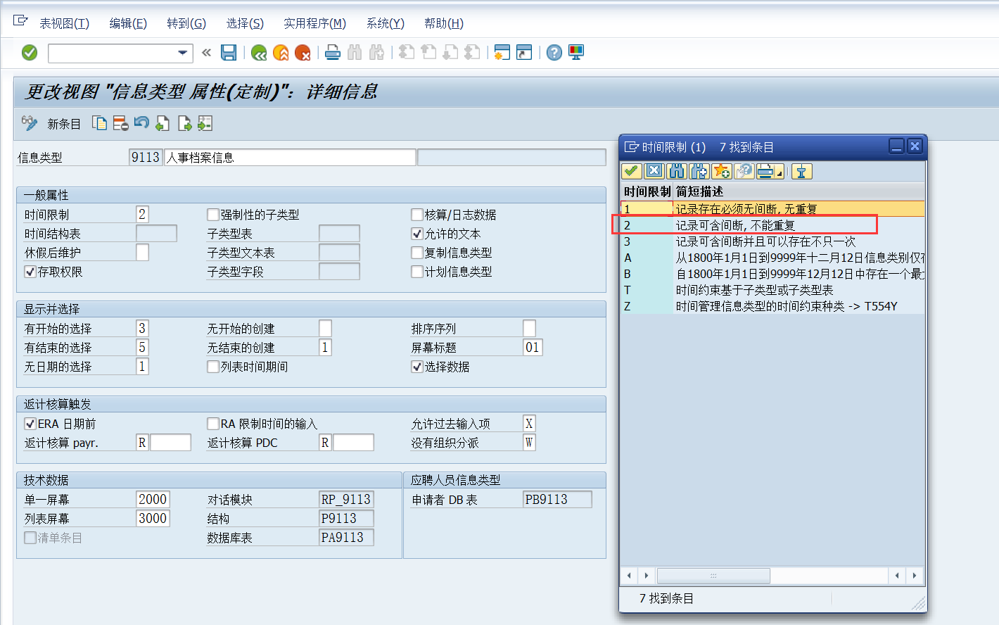 表视图(T) 编辑(E) 转到(G) 选择(S) 实用程序(M) 系统(Y) 帮助(H)
更改视图 "信息类型 属性(定制)": 详细信息
新条目
信息类型 9113 人事档案信息
一般属性
时间限制 2 强制性的子类型 核算/日志数据
时间结构表 子类型表 允许的文本
休假后维护 子类型文本表 复制信息类型
存取权限 子类型字段 计划信息类型
显示并选择
有开始的选择 3 无开始的创建 排序序列
有结束的选择 5 无结束的创建 1 屏幕标题 01
无日期的选择 1 列表时间期间 选择数据
返计核算触发
ERA 日期前 RA 限制时间的输入 允许过去输入项 X
返计核算 payr. R 返计核算 PDC R 没有组织分派 W
技术数据 应聘人员信息类型
单一屏幕 2000 对话模块 RP_9113 申请者 DB 表 PB9113
列表屏幕 3000 结构 P9113
清单条目 数据库表 PA9113
时间限制 (1) 7 找到条目
时间限制 简短描述
1 记录存在必须无间断, 无重复
2 记录可含间断, 不能重复
3 记录可含间断并且可以存在不只一次
A 从1800年1月1日到9999年十二月12日信息类别仅
B 自1800年1月1日到9999年12月12日中存在一个最
T 时间约束基于子类型或子类型表
Z 时间管理信息类型的时间约束种类 -> T554Y
7 找到条目